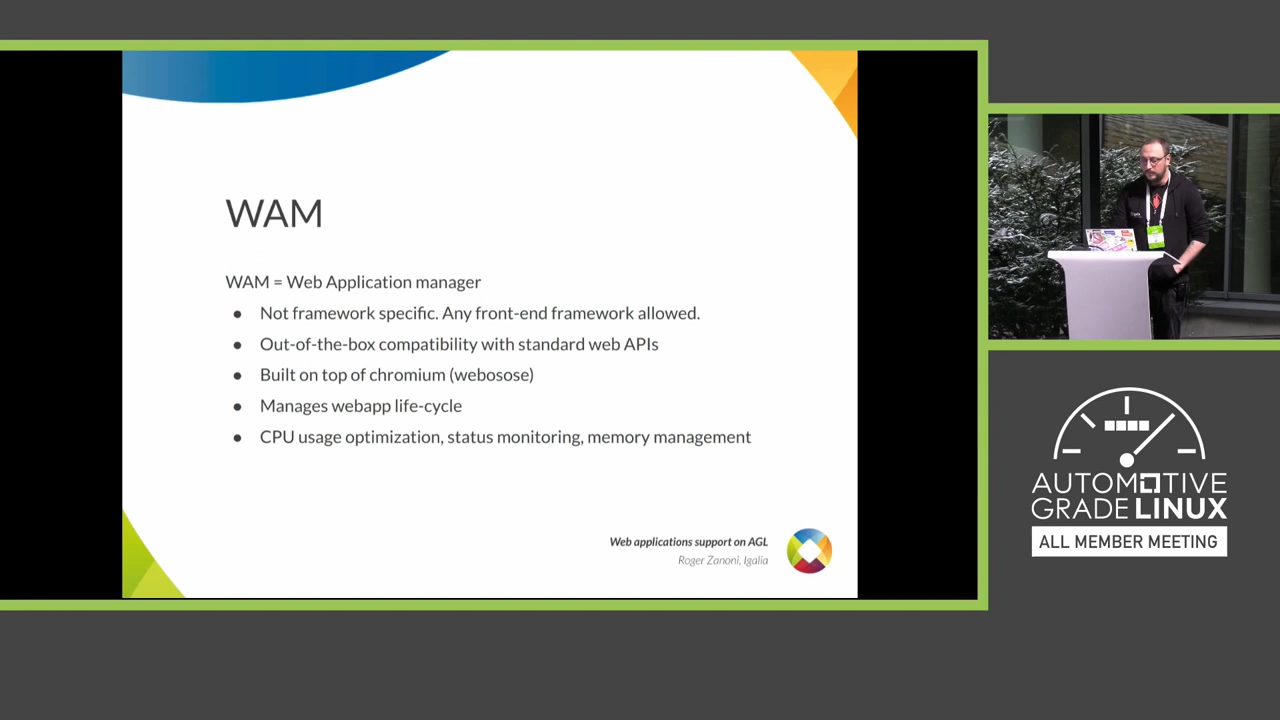 WAM
WAM = Web Application manager
● Not framework specific. Any front-end framework allowed.
● Out-of-the-box compatibility with standard web APIs
● Built on top of chromium (webosose)
● Manages webapp life-cycle
● CPU usage optimization, status monitoring, memory management
Web applications support on AGL
Roger Zanoni, Igalia
AUTOMOTIVE
GRADE LINUX
ALL MEMBER MEETING